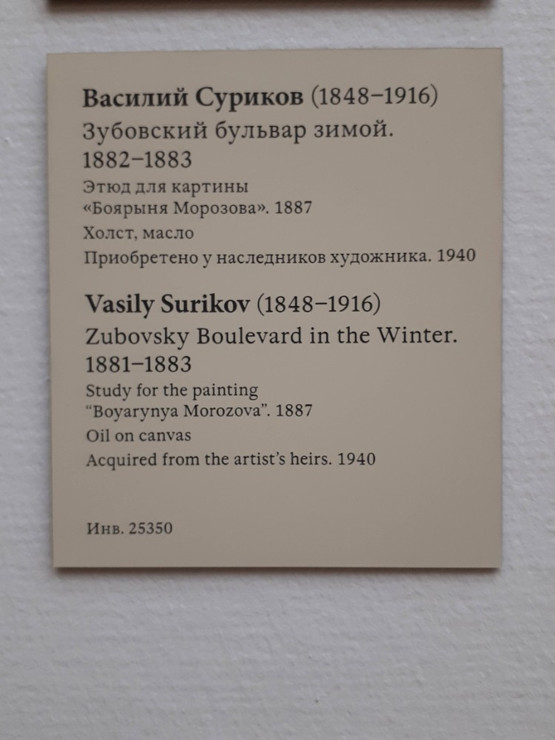 Василий Суриков (1848–1916)
Зубовский бульвар зимой.
1882–1883
Этюд для картины
«Боярыня Морозова». 1887
Холст, масло
Приобретено у наследников художника. 1940
Vasily Surikov (1848–1916)
Zubovsky Boulevard in the Winter.
1881–1883
Study for the painting
“Boyarynya Morozova”. 1887
Oil on canvas
Acquired from the artist’s heirs. 1940
Инв. 25350